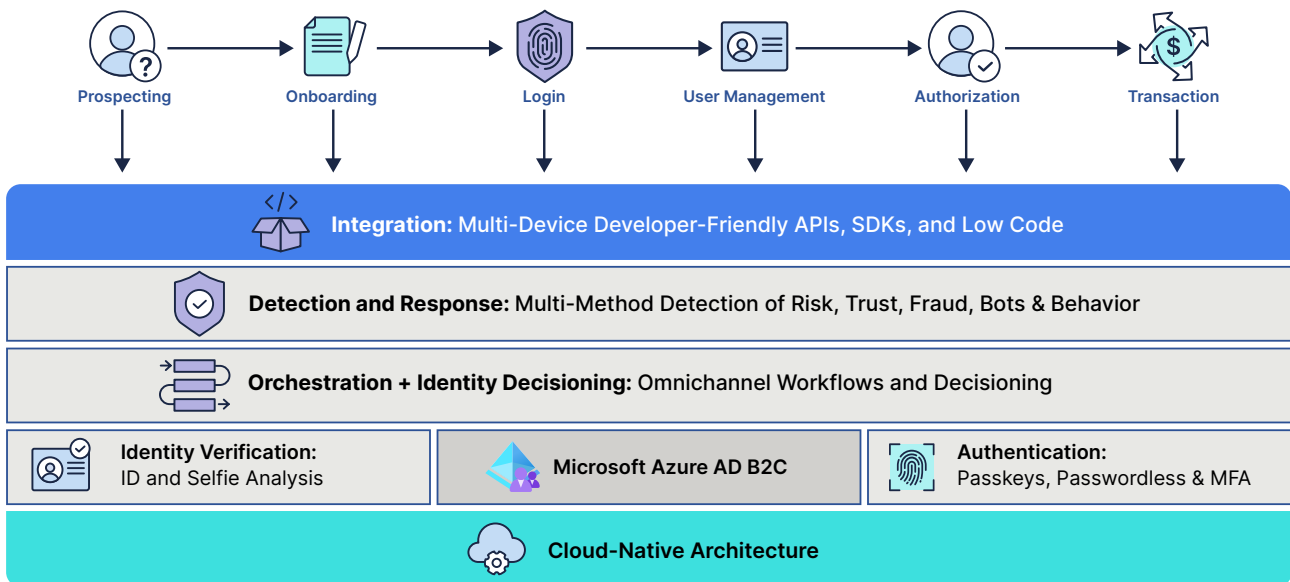 ?
$
Prospecting
Onboarding
Login
User Management
Authorization
Transaction
</>
Integration: Multi-Device Developer-Friendly APIs, SDKs, and Low Code
Detection and Response: Multi-Method Detection of Risk, Trust, Fraud, Bots & Behavior
Orchestration + Identity Decisioning: Omnichannel Workflows and Decisioning
Identity Verification:
ID and Selfie Analysis
Microsoft Azure AD B2C
Authentication:
Passkeys, Passwordless & MFA
Cloud-Native Architecture